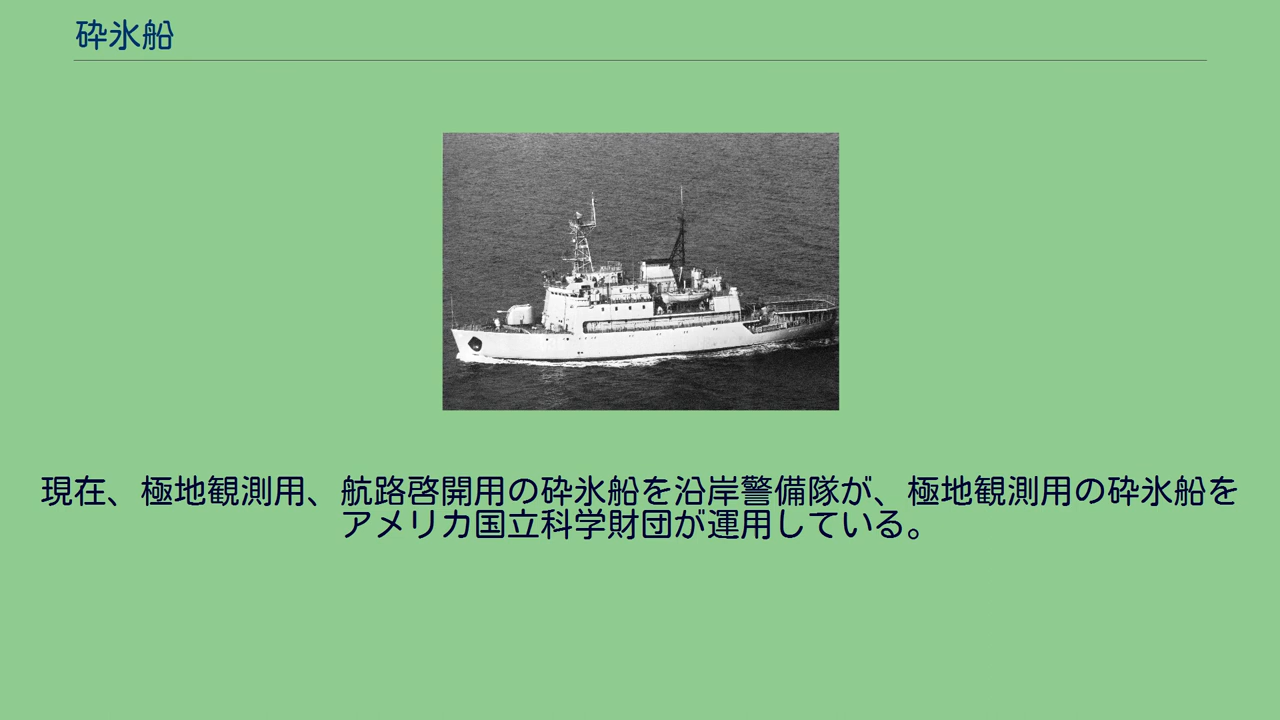 砕氷船
現在、極地観測用、航路啓開用の砕氷船を沿岸警備隊が、極地観測用の砕氷船を
アメリカ国立科学財団が運用している。